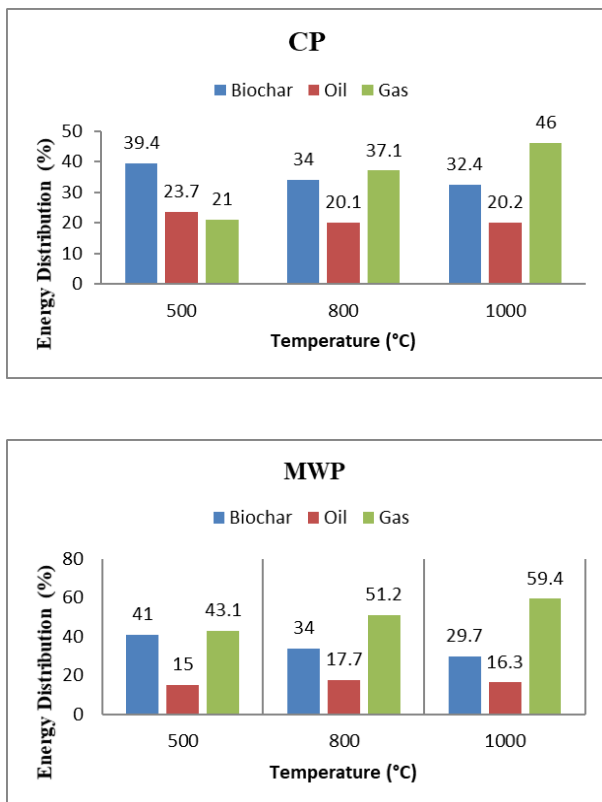 CP
Biochar Oil Gas
Energy Distribution (%)
50
40
30
20
10
0
39.4 23.7 21
34 20.1 37.1
32.4 20.2 46
500 800 1000
Temperature (°C)
MWP
Biochar Oil Gas
Energy Distribution (%)
80
60
40
20
0
41 15 43.1
34 17.7 51.2
29.7 16.3 59.4
500 800 1000
Temperature (°C)